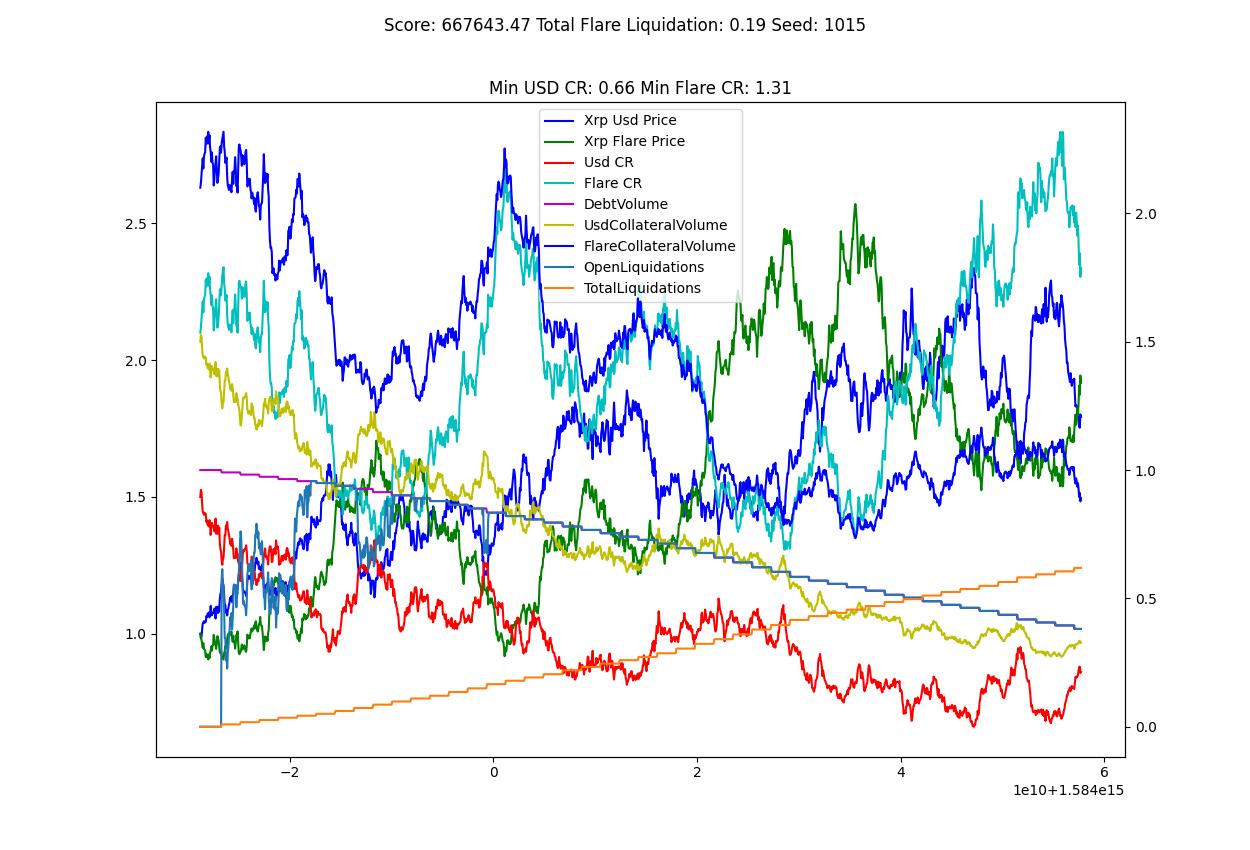 Score: 667643.47 Total Flare Liquidation: 0.19 Seed: 1015
Min USD CR: 0.66 Min Flare CR: 1.31
Xrp Usd Price
Xrp Flare Price
Usd CR
Flare CR
DebtVolume
UsdCollateralVolume
FlareCollateralVolume
OpenLiquidations
TotalLiquidations
2.5
2.0
1.5
1.0
2.0
1.5
1.0
0.5
0.0
−2
0
2
4
6
1e10+1.584e15